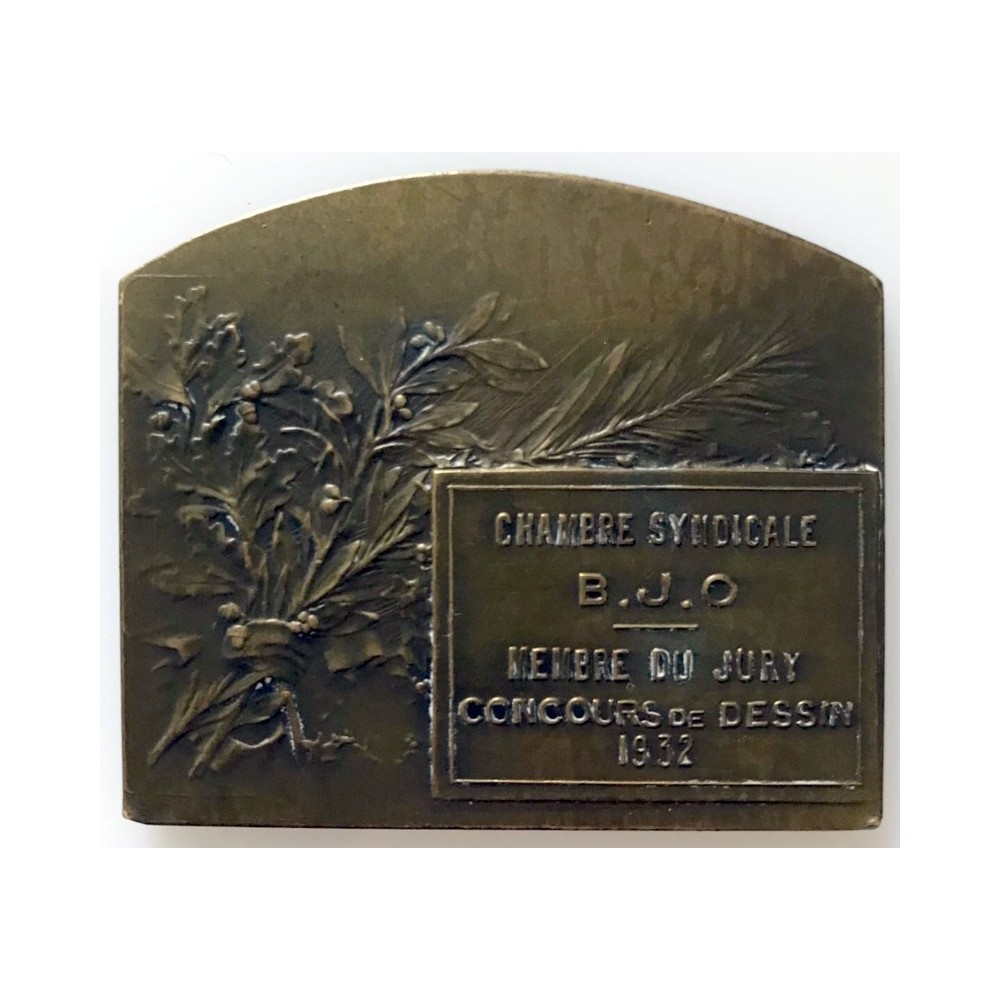 CHAMBRE SYNDICALE
B.J.O
MEMBRE DU JURY
CONCOURS DE DESSIN
1932